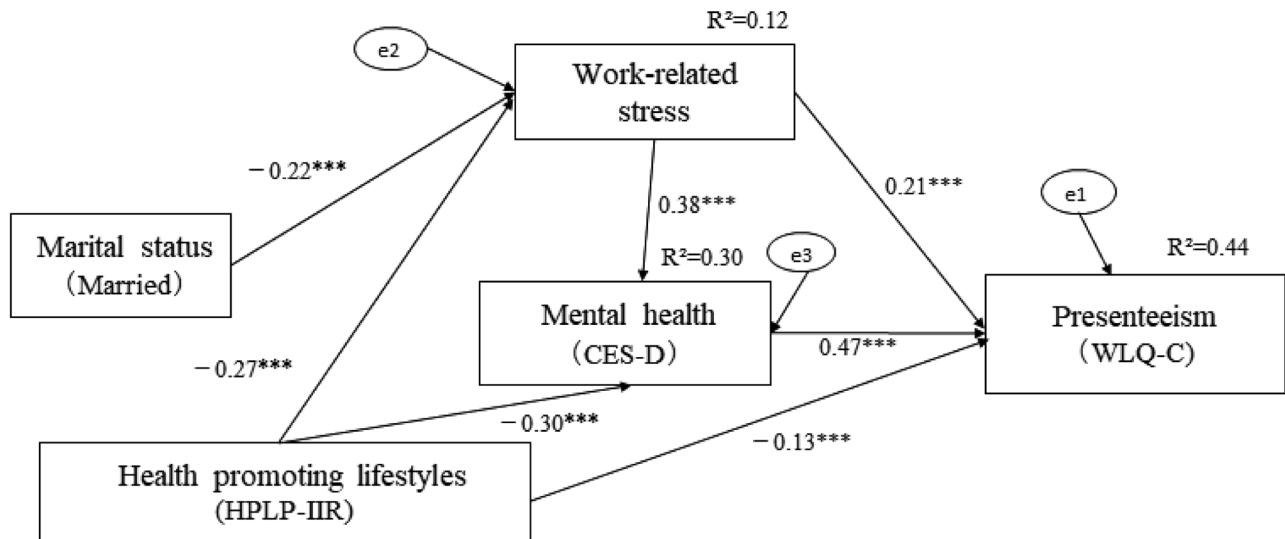 R²=0.12
e2
Work-related
stress
-0.22***
0.21***
e1
0.38***
Marital status
(Married)
R²=0.30
e3
R²=0.44
Mental health
(CES-D)
0.47***
Presenteeism
(WLQ-C)
-0.27***
-0.30***
-0.13***
Health promoting lifestyles
(HPLP-IIR)